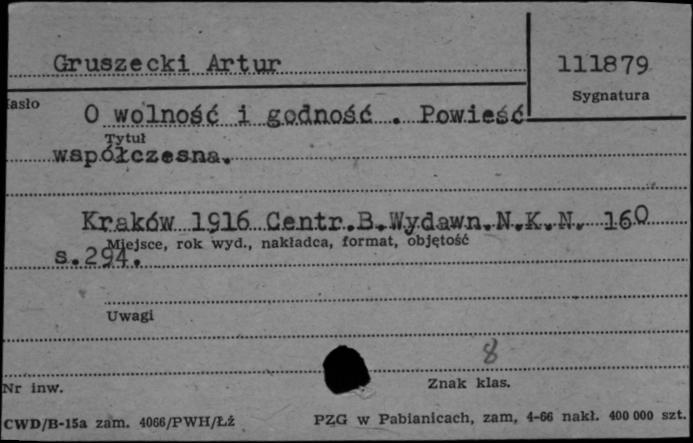 Gruszecki Artur
111879
Sygnatura
asło
O wolność i godność . Powieść
Tytuł
współczesna.
Kraków 1916 Centr.B.Wydawn.N.K.N. 16⁰
Miejsce, rok wyd., nakładca, format, objętość
s.294.
Uwagi
8
Nr inw.
Znak klas.
CWD/B-15a zam. 4066/PWH/Łż
PZG w Pabianicach, zam, 4-66 nakł. 400 000 szt.